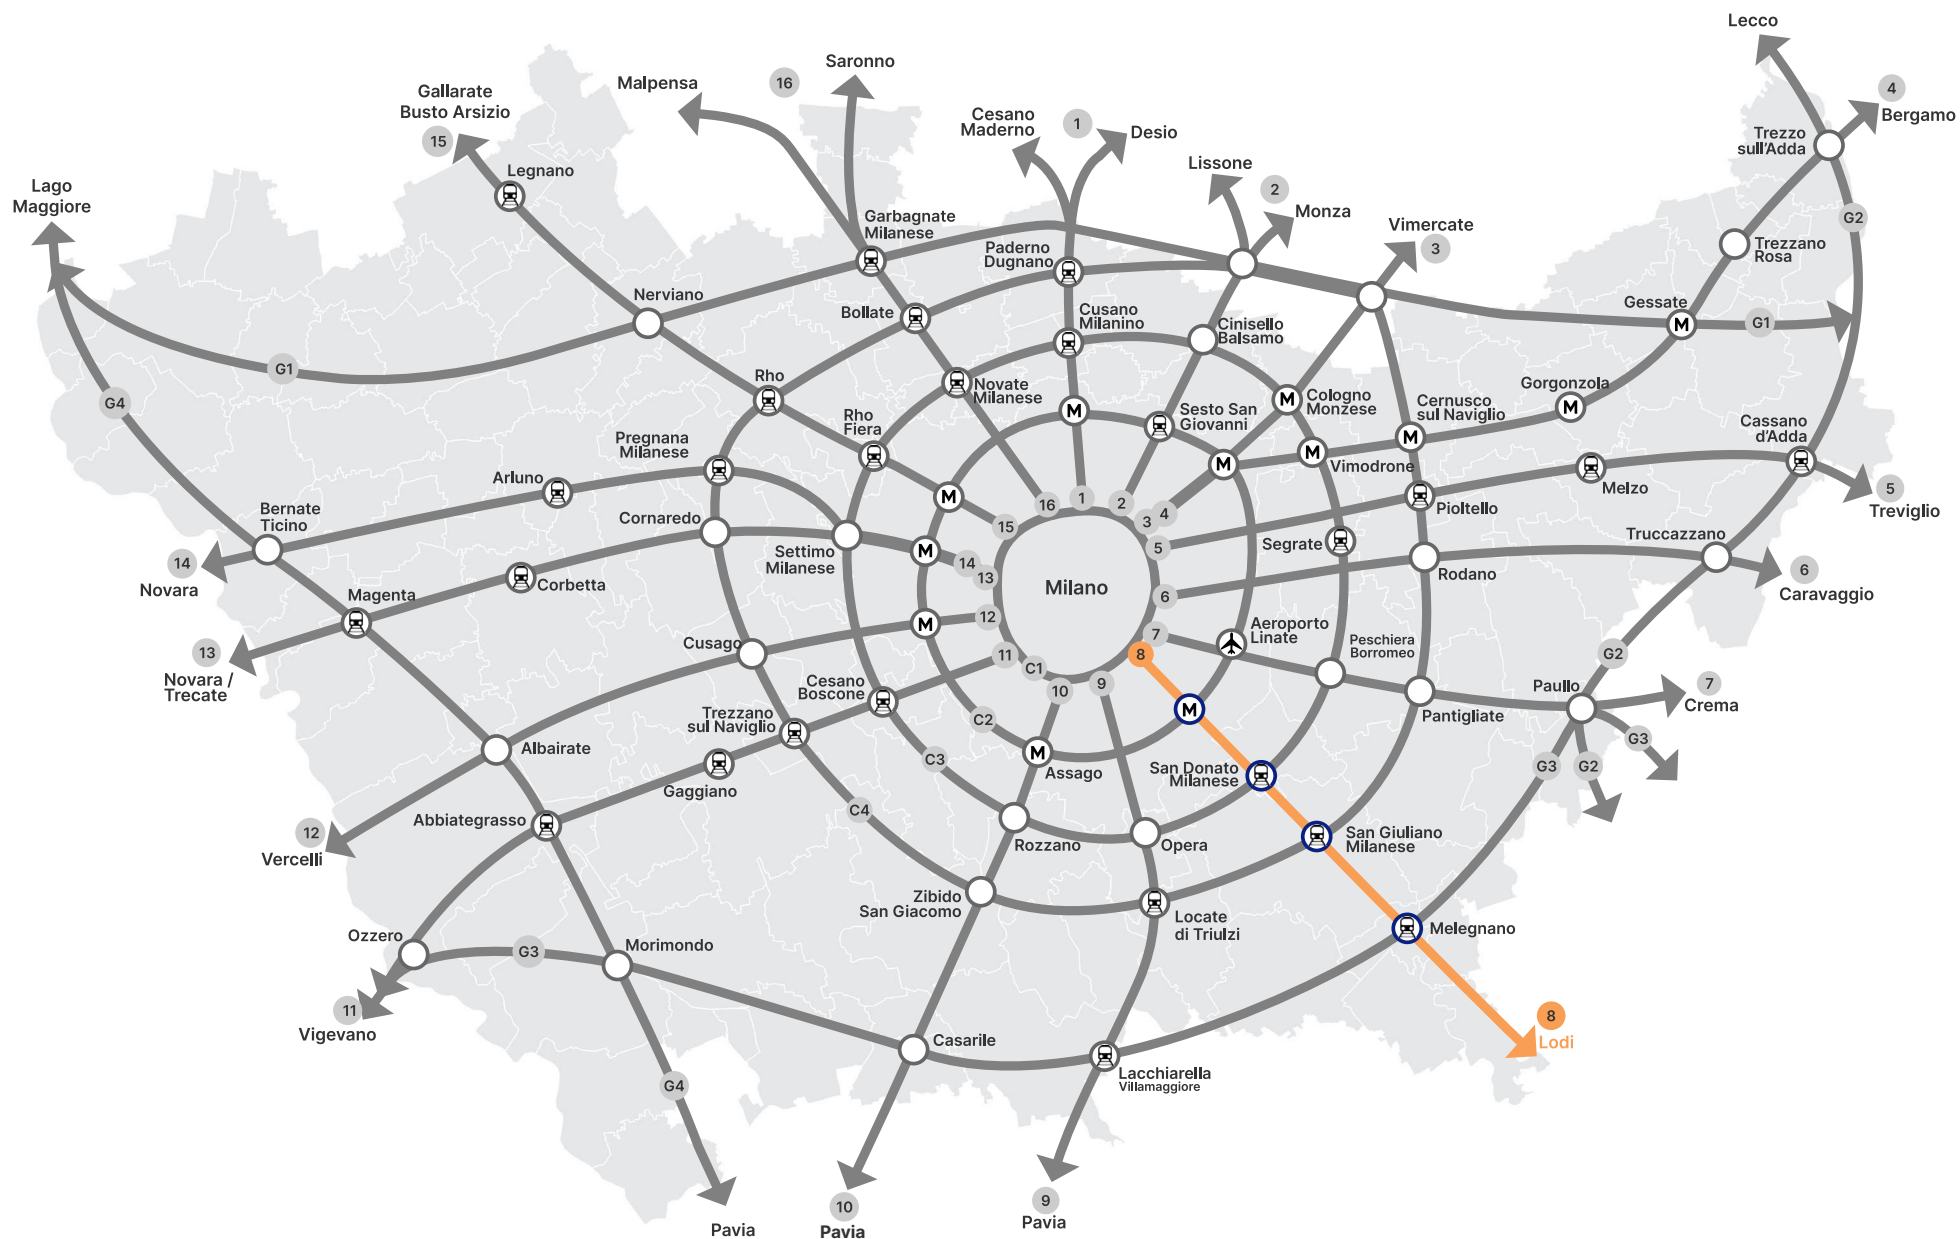 Lecco
4
Bergamo
Saronno
16
Malpensa
Gallarate
Busto Arsizio
15
Cesano
Maderno
1
Desio
Trezzo
sull'Adda
Legnano
Lissone
2
Monza
Lago
Maggiore
Garbagnate
Milanese
Vimercate
3
G2
Paderno
Dugnano
Trezzano
Rosa
Nerviano
Bollate
Cusano
Milanino
Cinisello
Balsamo
Gessate
M
G1
G1
Rho
Novate
Milanese
Gorgonzola
M
G4
Rho
Fiera
M
Sesto San
Giovanni
M
Cologno
Monzese
Cernusco
sul Naviglio
M
Cassano
d'Adda
Pregnana
Milanese
M
M
Vimodrone
Arluno
M
Melzo
5
Treviglio
Bernate
Ticino
Cornaredo
16
1
2
3
4
Pioltello
15
5
Segrate
Truccazzano
14
Novara
Settimo
Milanese
M
14
13
Milano
Rodano
6
Caravaggio
Corbetta
Magenta
6
13
Novara /
Trecate
Cusago
M
12
7
Aeroporto
Linate
Peschiera
Borromeo
G2
11
C1
8
Cesano
Boscone
10
9
Paullo
7
Crema
Trezzano
sul Naviglio
C2
M
Pantigliate
G3
Albairate
C3
M
Assago
San Donato
Milanese
G3
G2
Gaggiano
12
Vercelli
Abbiategrasso
C4
Rozzano
Opera
San Giuliano
Milanese
Zibido
San Giacomo
Locate
di Triulzi
Melegnano
Ozzero
G3
Morimondo
11
Vigevano
8
Lodi
Casarile
Lacchiarella
Villamaggiore
G4
10
Pavia
9
Pavia
Pavia